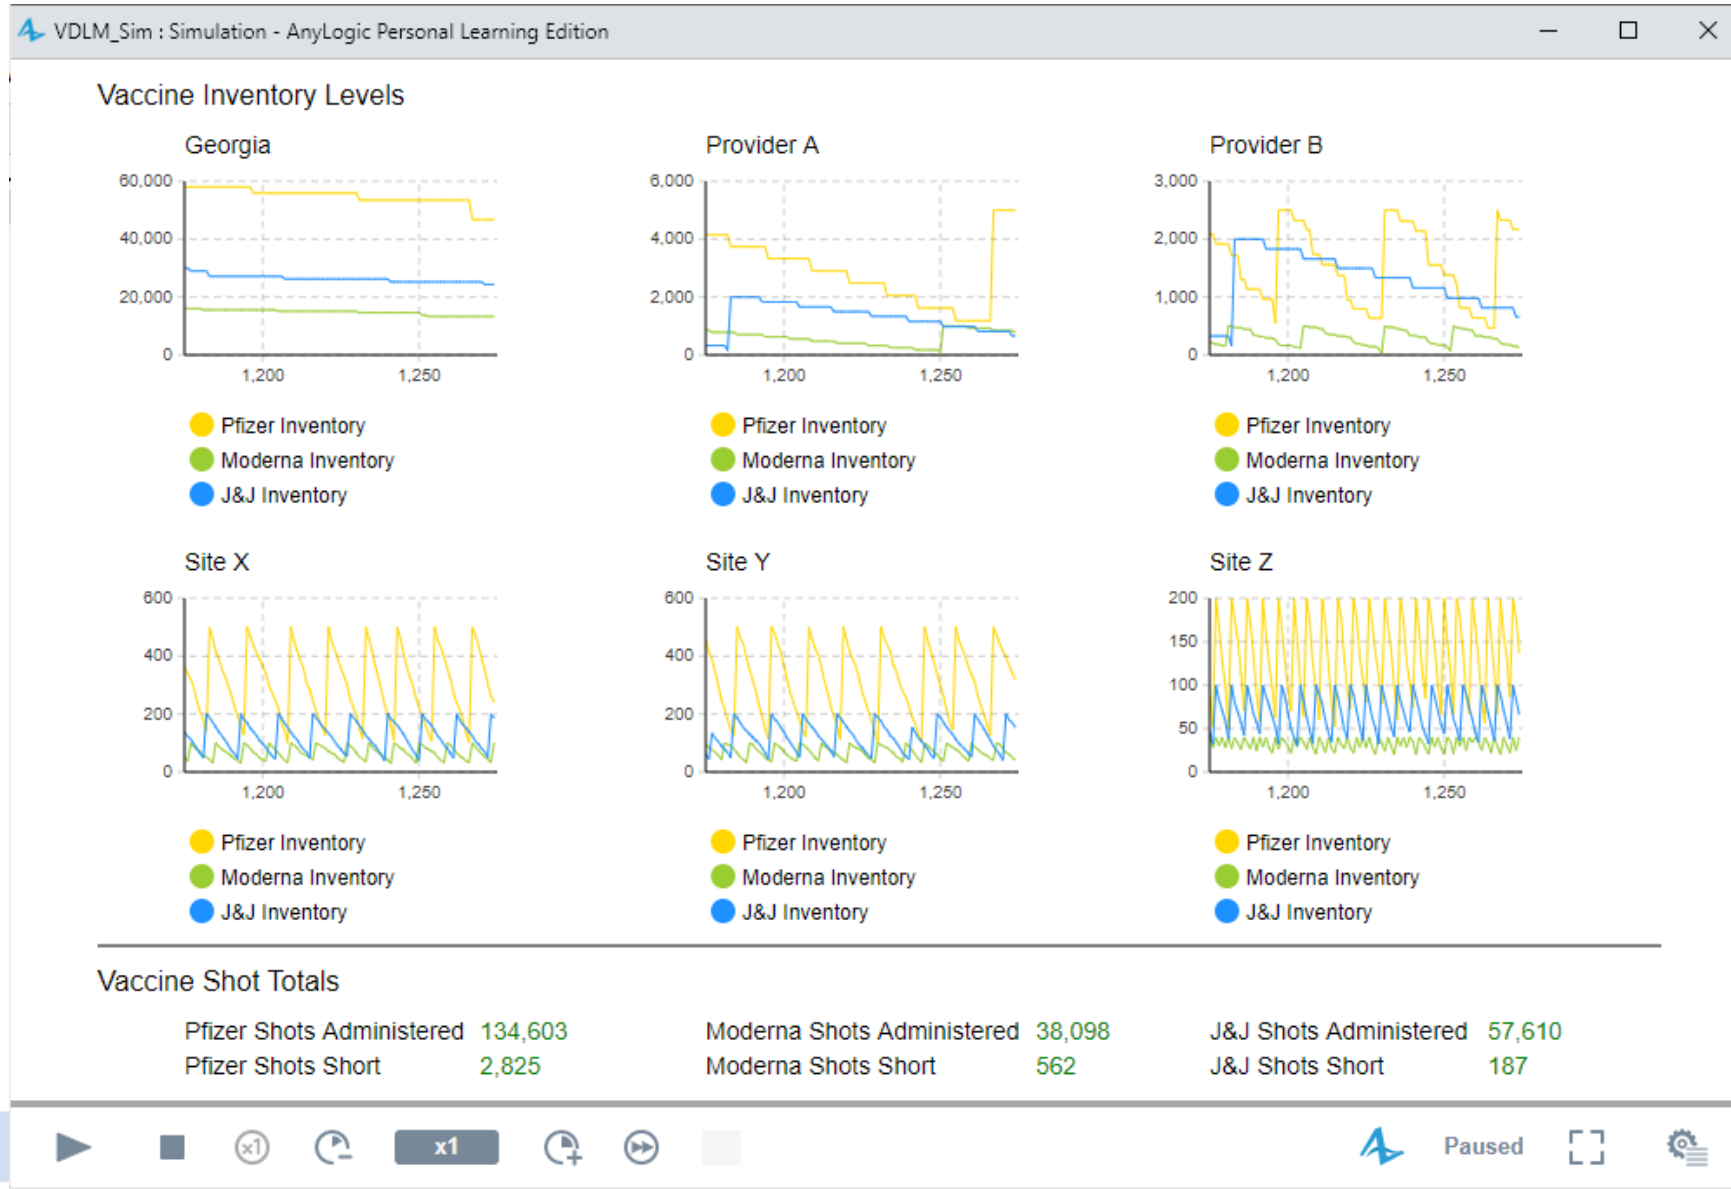 VDLM_Sim : Simulation - AnyLogic Personal Learning Edition
Vaccine Inventory Levels
Georgia
60,000
40,000
20,000
0
1,200 1,250
Pfizer Inventory
Moderna Inventory
J&J Inventory
Provider A
6,000
4,000
2,000
0
1,200 1,250
Pfizer Inventory
Moderna Inventory
J&J Inventory
Provider B
3,000
2,000
1,000
0
1,200 1,250
Pfizer Inventory
Moderna Inventory
J&J Inventory
Site X
600
400
200
0
1,200 1,250
Pfizer Inventory
Moderna Inventory
J&J Inventory
Site Y
600
400
200
0
1,200 1,250
Pfizer Inventory
Moderna Inventory
J&J Inventory
Site Z
200
150
100
50
0
1,200 1,250
Pfizer Inventory
Moderna Inventory
J&J Inventory
Vaccine Shot Totals
Pfizer Shots Administered 134,603
Pfizer Shots Short 2,825
Moderna Shots Administered 38,098
Moderna Shots Short 562
J&J Shots Administered 57,610
J&J Shots Short 187
x1 x1 Paused